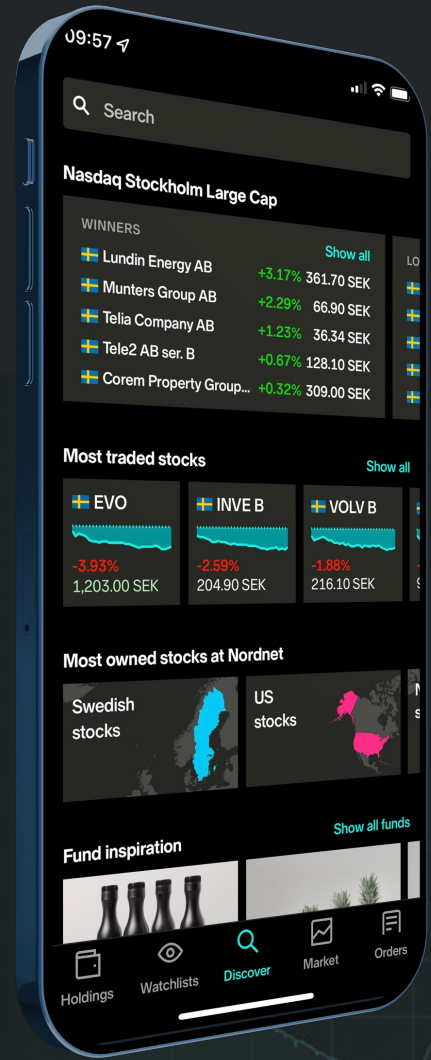 09:57
Search
Nasdaq Stockholm Large Cap
WINNERS
Show all
Lundin Energy AB +3.17% 361.70 SEK
Munters Group AB +2.29% 66.90 SEK
Telia Company AB +1.23% 36.34 SEK
Tele2 AB ser. B +0.67% 128.10 SEK
Corem Property Group... +0.32% 309.00 SEK
LO
Most traded stocks
Show all
EVO
-3.93%
1,203.00 SEK
INVE B
-2.59%
204.90 SEK
VOLV B
-1.88%
216.10 SEK
Most owned stocks at Nordnet
Swedish
stocks
US
stocks
Fund inspiration
Show all funds
Holdings
Watchlists
Discover
Market
Orders